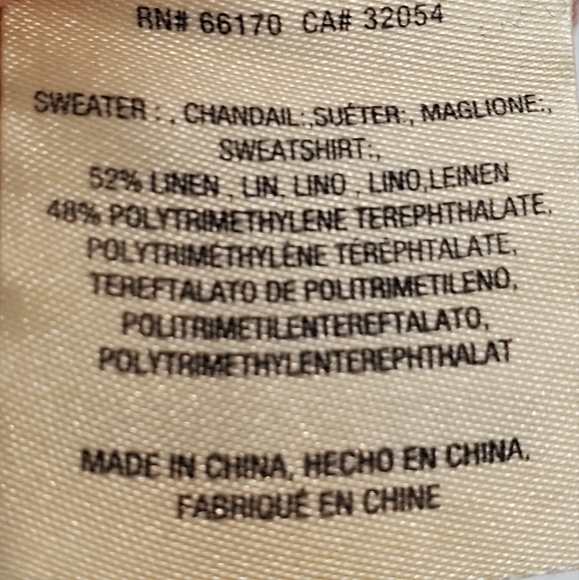 RN# 66170 CA# 32054
SWEATER : , CHANDAIL:,SUÉTER:, MAGLIONE:,
SWEATSHIRT:,
52% LINEN , LIN, LINO , LINO,LEINEN
48% POLYTRIMETHYLENE TEREPHTHALATE,
POLYTRIMÉTHYLÈNE TÉRÉPHTALATE,
TEREFTALATO DE POLITRIMETILENO,
POLITRIMETILENTEREFTALATO,
POLYTRIMETHYLENTEREPHTHALAT
MADE IN CHINA, HECHO EN CHINA,
FABRIQUÉ EN CHINE